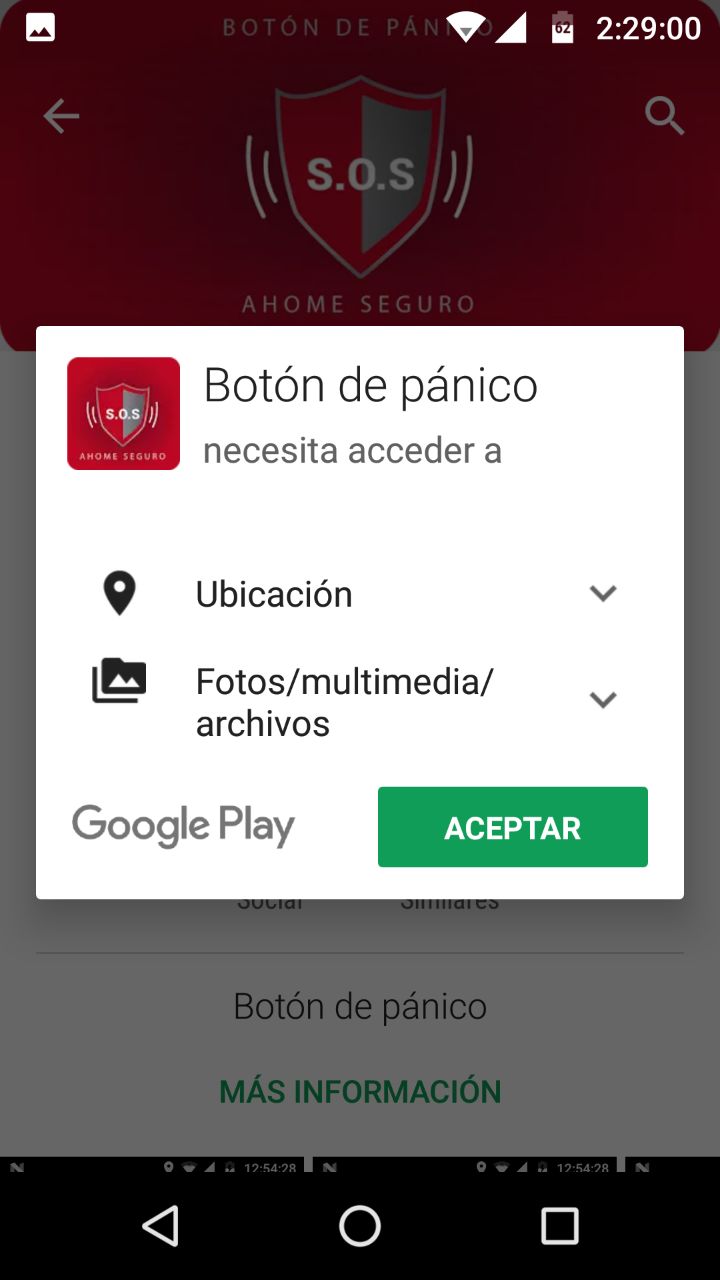 BOTÓN DE PÁNICO
62
2:29:00
S.O.S
AHOME SEGURO
S.O.S
AHOME SEGURO
Botón de pánico
necesita acceder a
Ubicación
Fotos/multimedia/
archivos
Google Play
ACEPTAR
Social
Similares
Botón de pánico
MÁS INFORMACIÓN
12:54:28
12:54:28